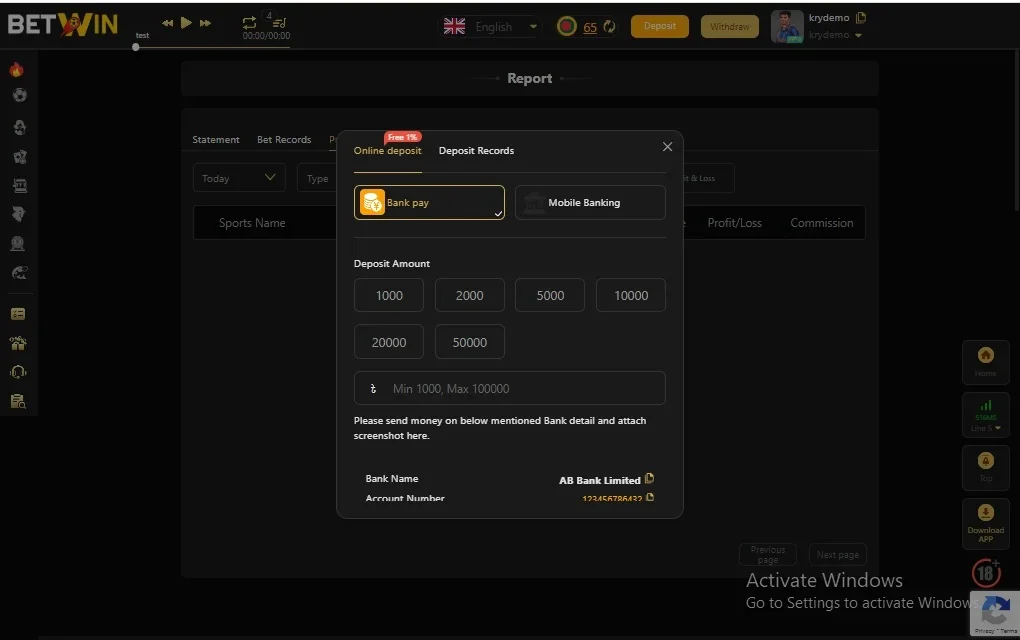 BETWIN
test
4
00:00/00:00
English
65
Deposit
Withdraw
krydemo
krydemo
Report
Statement
Bet Records
Today
Type
& Loss
Sports Name
Profit/Loss
Commission
Free 1%
Online deposit
Deposit Records
Bank pay
Mobile Banking
Deposit Amount
1000
2000
5000
10000
20000
50000
৳
Min 1000, Max 100000
Please send money on below mentioned Bank detail and attach
screenshot here.
Bank Name
AB Bank Limited
Account Number
123456786432
Home
516MS
Line 5
Top
Download
APP
18+
Previous
page
Next page
Activate Windows
Go to Settings to activate Windows.
Privacy - Terms